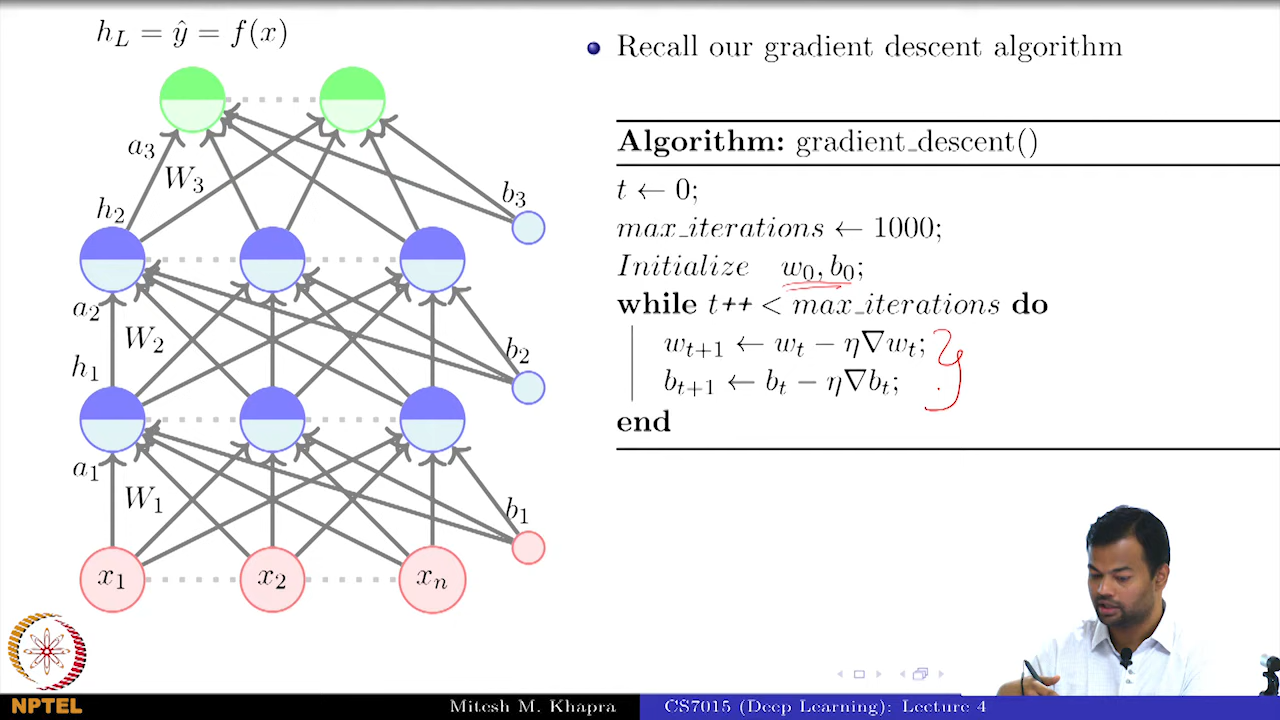 h_L = ŷ = f(x)
a_3
W_3
h_2
b_3
a_2
W_2
h_1
b_2
a_1
W_1
b_1
x_1 x_2 x_n
Recall our gradient descent algorithm
Algorithm: gradient_descent()
t ← 0;
max_iterations ← 1000;
Initialize w_0, b_0;
while t++ < max_iterations do
w_{t+1} ← w_t − η∇w_t;
b_{t+1} ← b_t − η∇b_t;
end
NPTEL
Mitesh M. Khapra
CS7015 (Deep Learning): Lecture 4